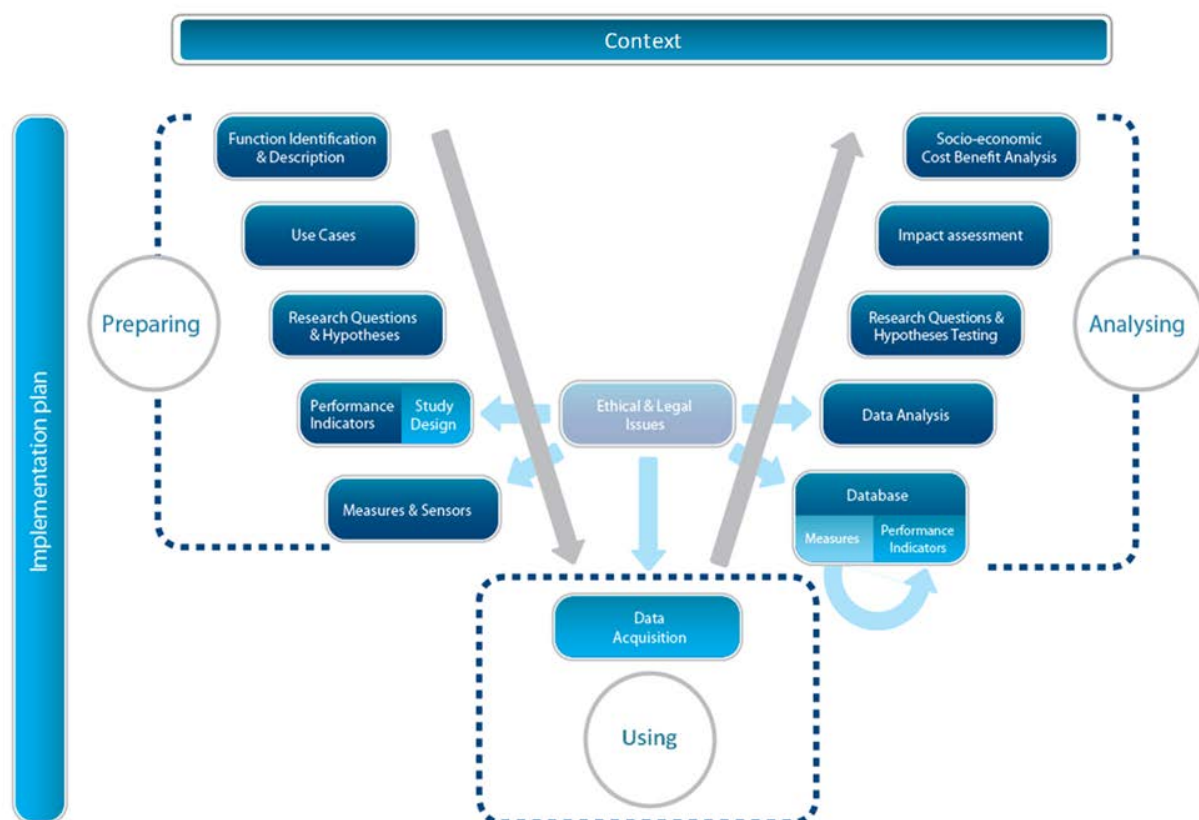 Context
Implementation plan
Preparing
Function Identification
& Description
Use Cases
Research Questions
& Hypotheses
Performance
Indicators
Study
Design
Measures & Sensors
Ethical & Legal
Issues
Data
Acquisition
Using
Socio-economic
Cost Benefit Analysis
Impact assessment
Research Questions &
Hypotheses Testing
Data Analysis
Database
Measures
Performance
Indicators
Analysing